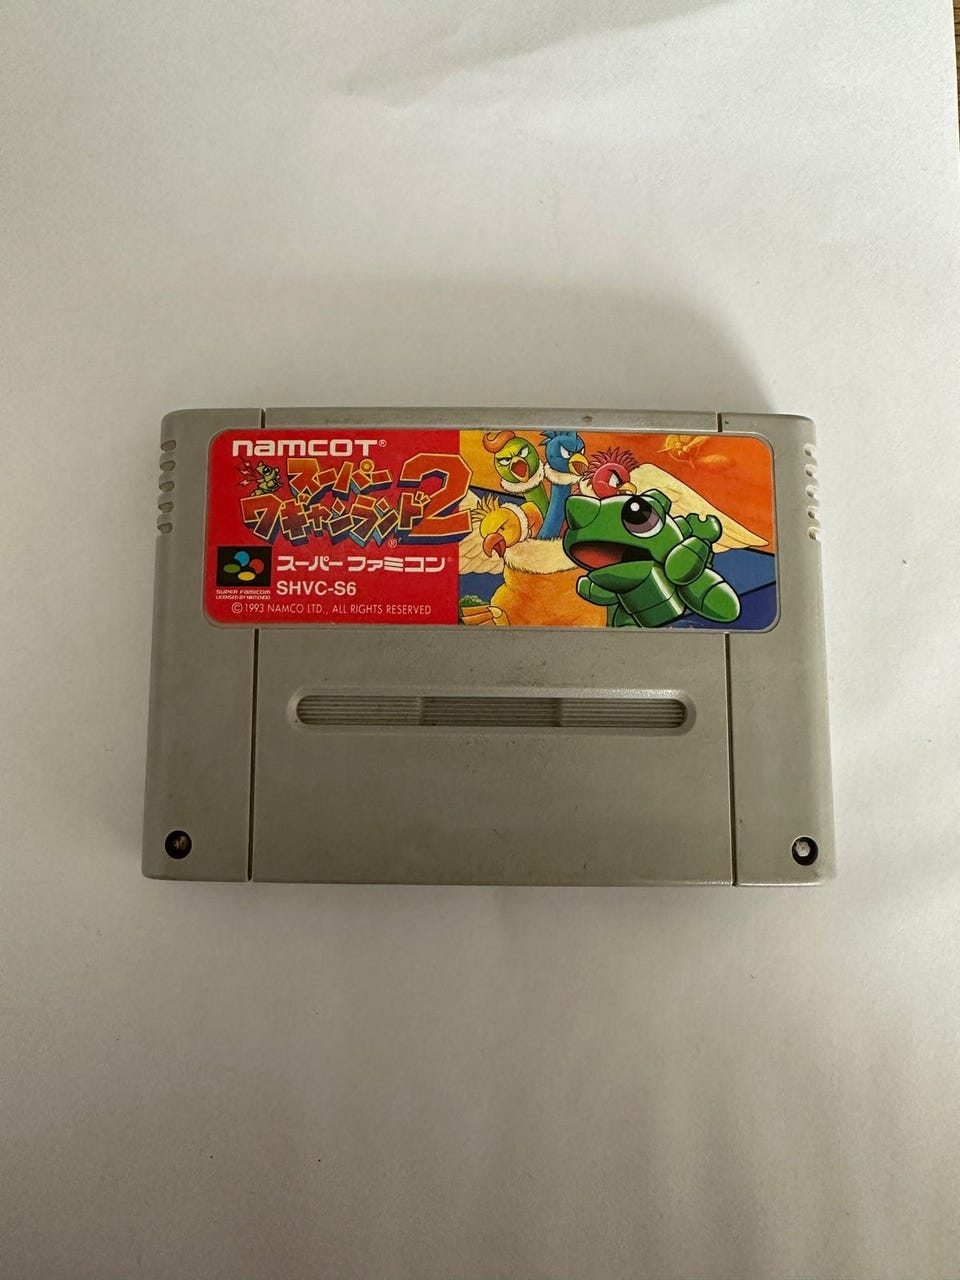 namcoT®
スーパー
ワギャンランド2
®
スーパーファミコン®
SUPER FAMICOM
LICENSED BY NINTENDO
SHVC-S6
©1993 NAMCO LTD., ALL RIGHTS RESERVED